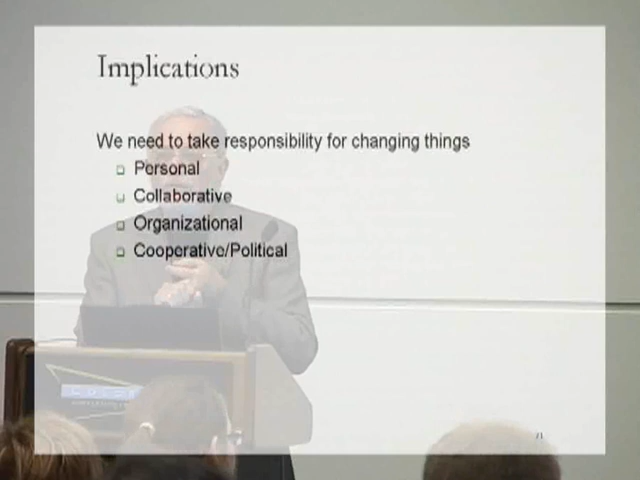 Implications
We need to take responsibility for changing things
Personal
Collaborative
Organizational
Cooperative/Political